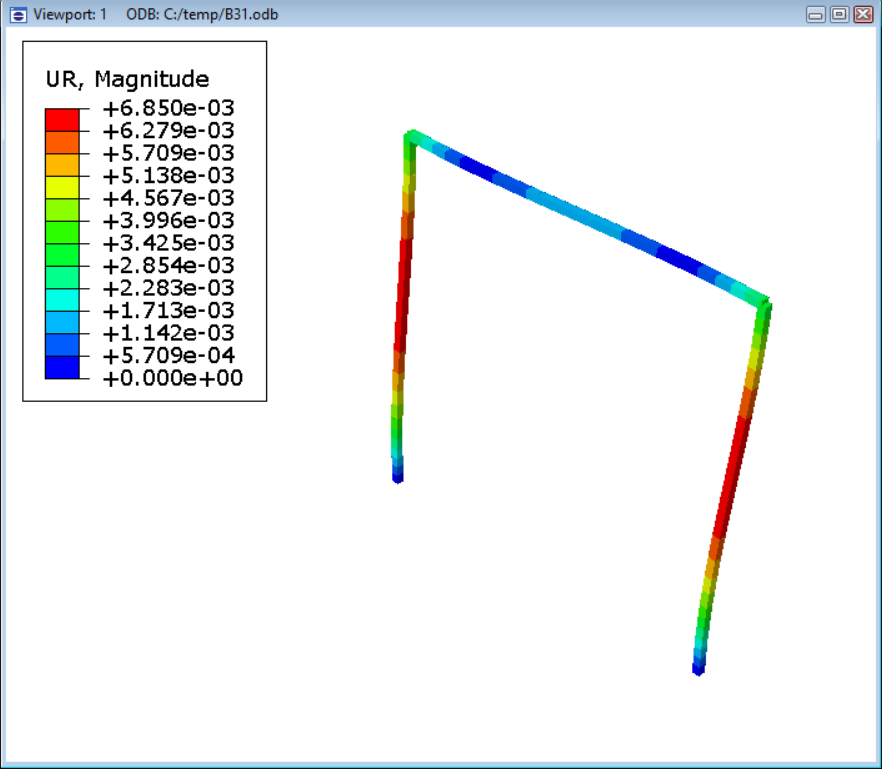 Viewport: 1 ODB: C:/temp/B31.odb
UR, Magnitude
+6.850e-03
+6.279e-03
+5.709e-03
+5.138e-03
+4.567e-03
+3.996e-03
+3.425e-03
+2.854e-03
+2.283e-03
+1.713e-03
+1.142e-03
+5.709e-04
+0.000e+00